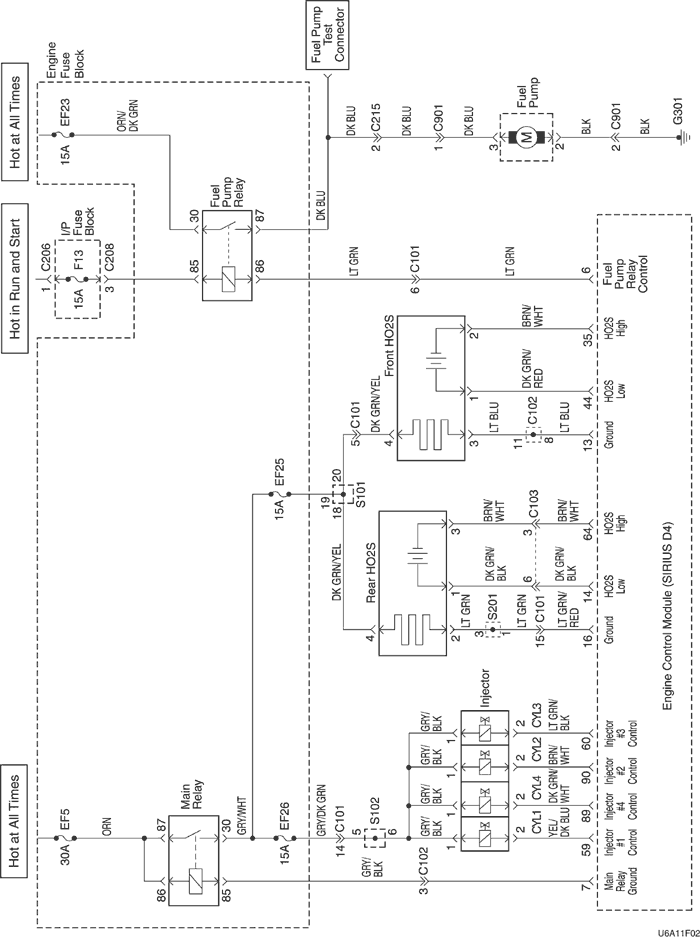 Hot at All Times
Hot in Run and Start
Hot at All Times
30A
EF5
ORN
86
87
Main
Relay
85
30
GRY/WHT
15A
EF26
GRY/DK GRN
14
C101
5
S102
6
GRY/
BLK
3
C102
7
Main
Relay
Ground
GRY/
BLK
GRY/
BLK
GRY/
BLK
GRY/
BLK
1
1
1
1
Injector
2
CYL1
YEL/
DK BLU
2
CYL4
DK GRN/
WHT
2
CYL2
BRN/
WHT
2
CYL3
LT GRN/
BLK
59
89
90
60
Injector
#1
Control
Injector
#4
Control
Injector
#2
Control
Injector
#3
Control
15A
EF25
19
20
18
S101
DK GRN/YEL
4
Rear HO2S
2
1
3
LT GRN
3
S201
1
LT GRN
15
C101
LT GRN/
RED
16
Ground
DK GRN/
BLK
6
DK GRN/
BLK
14
HO2S
Low
BRN/
WHT
3
C103
BRN/
WHT
64
HO2S
High
5
C101
DK GRN/YEL
4
Front HO2S
3
1
2
LT BLU
11
C102
8
LT BLU
13
Ground
DK GRN/
RED
44
HO2S
Low
BRN/
WHT
35
HO2S
High
1
C206
I/P
Fuse
Block
15A
F13
3
C208
Engine
Fuse
Block
15A
EF23
ORN/
DK GRN
85
30
Fuel
Pump
Relay
86
87
LT GRN
6
C101
LT GRN
6
Fuel
Pump
Relay
Control
DK BLU
Fuel Pump
Test
Connector
DK BLU
2
C215
DK BLU
1
C901
DK BLU
3
Fuel
Pump
M
2
BLK
2
C901
BLK
G301
Engine Control Module (SIRIUS D4)
U6A11F02